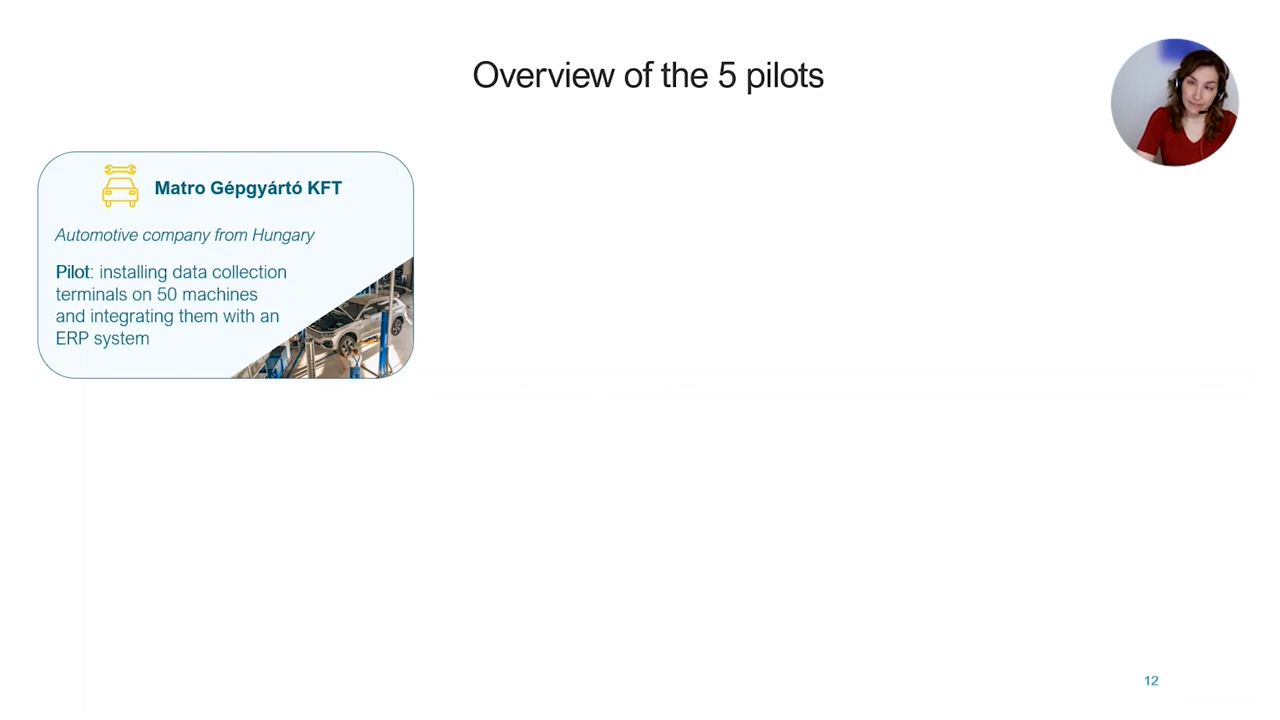 Overview of the 5 pilots
Matro Gépgyártó KFT
Automotive company from Hungary
Pilot: installing data collection
terminals on 50 machines
and integrating them with an
ERP system
12